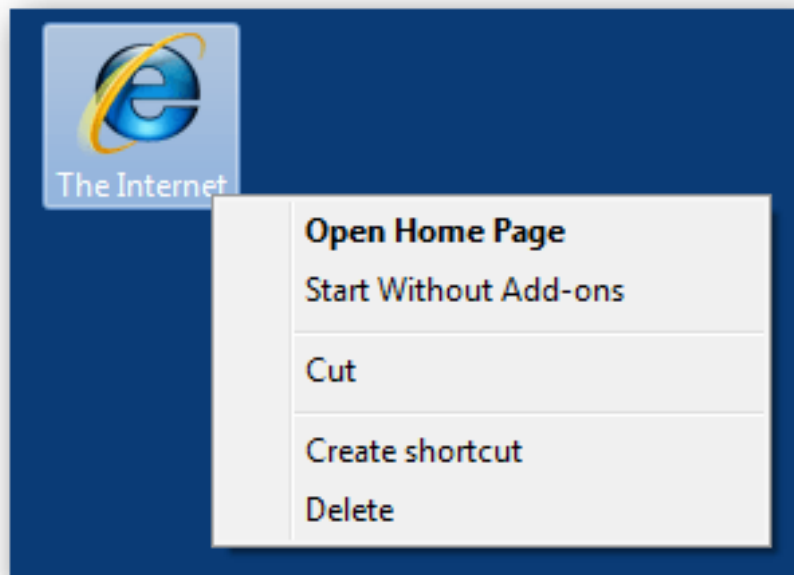 The Internet
Open Home Page
Start Without Add-ons
Cut
Create shortcut
Delete